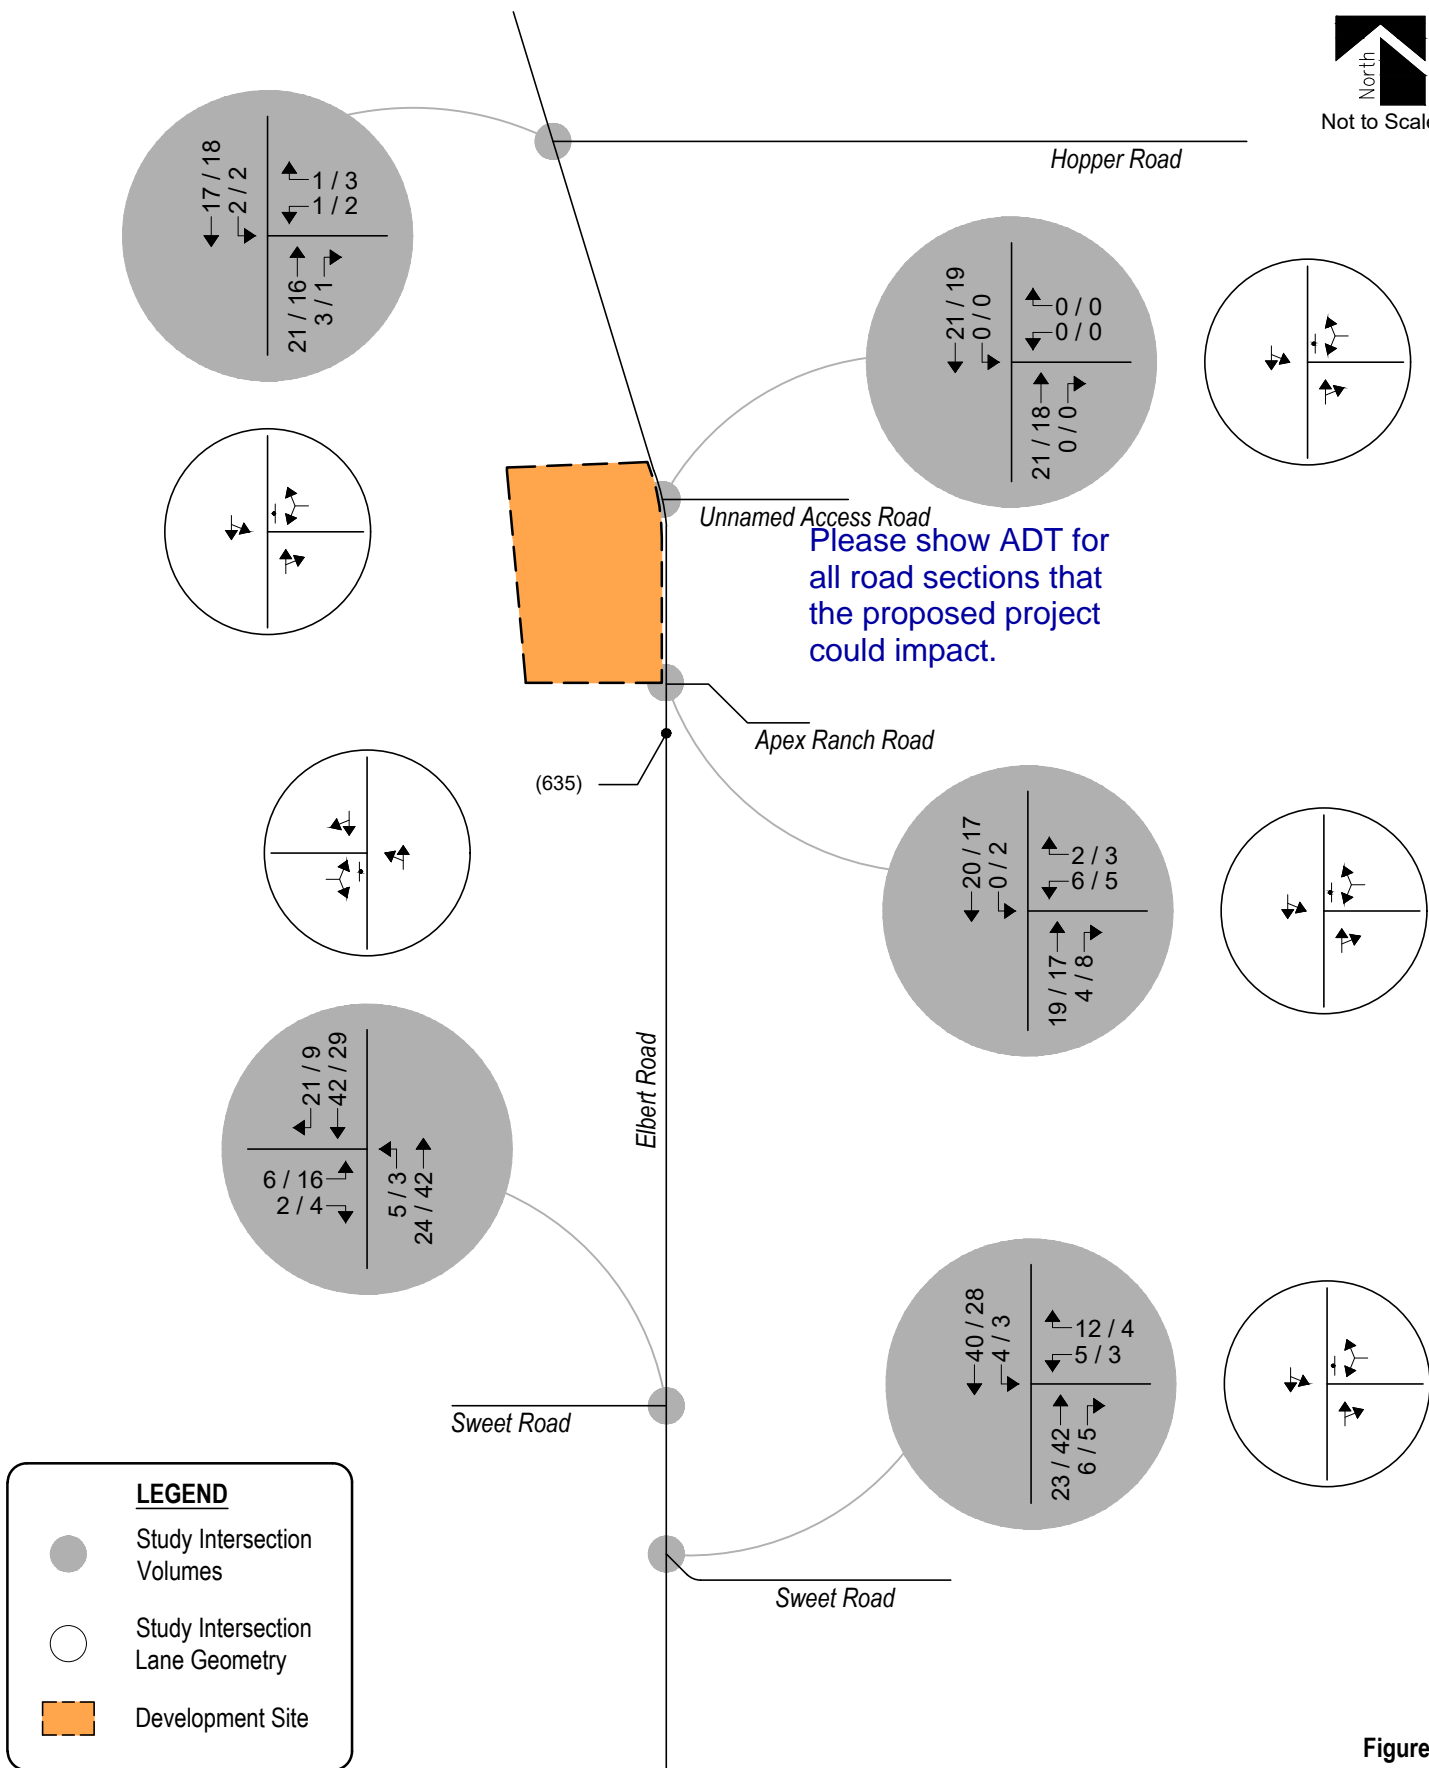 North
Not to Scale
Hopper Road
17 / 18
2 / 2
1 / 3
1 / 2
21 / 16
3 / 1
21 / 19
0 / 0
0 / 0
0 / 0
21 / 18
0 / 0
Unnamed Access Road
Please show ADT for
all road sections that
the proposed project
could impact.
Apex Ranch Road
(635)
20 / 17
0 / 2
2 / 3
6 / 5
19 / 17
4 / 8
Elbert Road
21 / 9
42 / 29
6 / 16
2 / 4
5 / 3
24 / 42
40 / 28
4 / 3
12 / 4
5 / 3
23 / 42
6 / 5
Sweet Road
Sweet Road
LEGEND
Study Intersection
Volumes
Study Intersection
Lane Geometry
Development Site
Figure